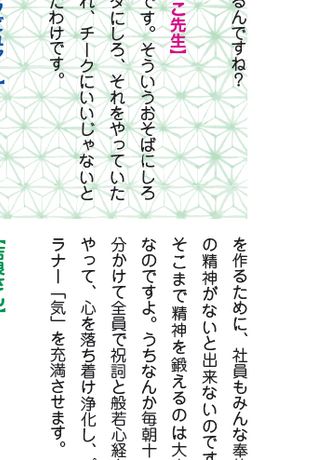 るんですね?
こ先生】
です。そういうおそばにしろ
ダにしろ、それをやっていた
れ、チークにいいじゃないと
たわけです。
を作るために、社員もみんな奉
の精神がないと出来ないのです
そこまで精神を鍛えるのは大
なのですよ。うちなんか毎朝十
分かけて全員で祝詞と般若心経
やって、心を落ち着け浄化し、
ラナー「気」を充満させます。